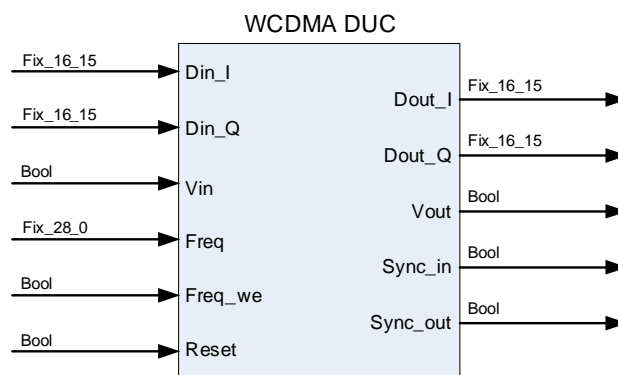 WCDMA DUC
Fix_16_15
Din_I
Fix_16_15
Din_Q
Bool
Vin
Fix_28_0
Freq
Bool
Freq_we
Bool
Reset
Dout_I
Fix_16_15
Dout_Q
Fix_16_15
Vout
Bool
Sync_in
Bool
Sync_out
Bool